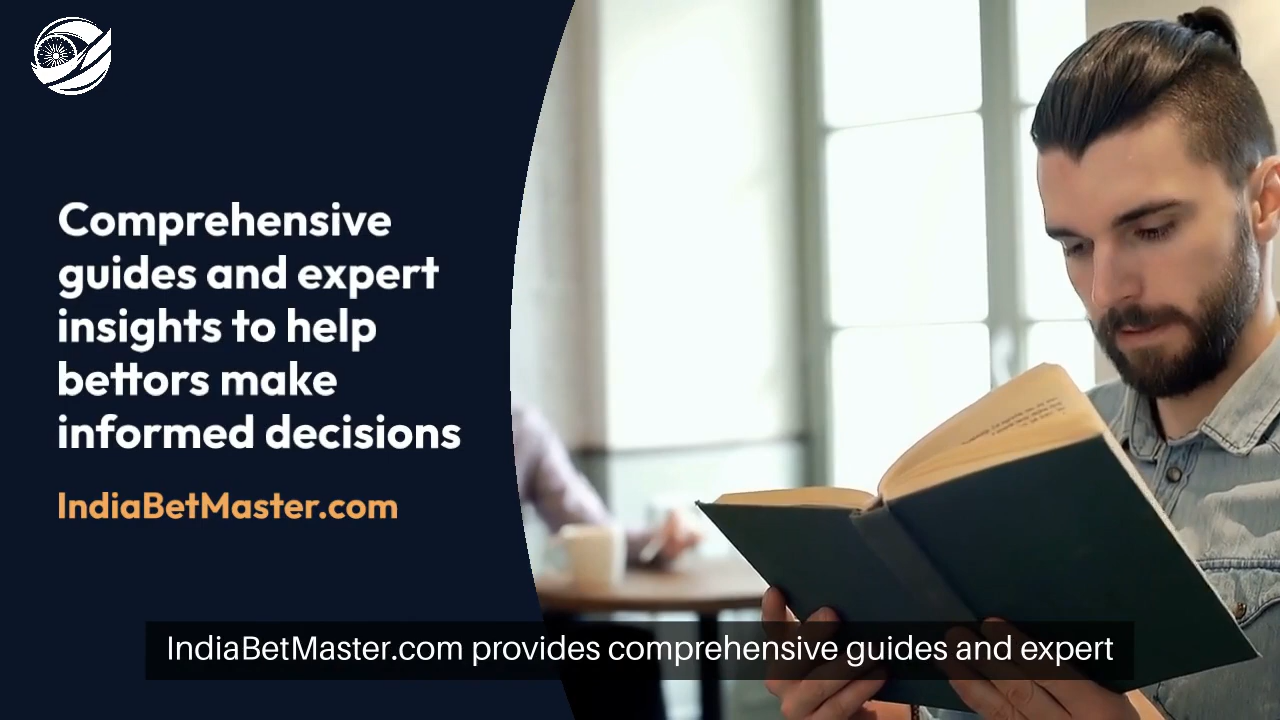 Comprehensive
guides and expert
insights to help
bettors make
informed decisions
IndiaBetMaster.com
IndiaBetMaster.com provides comprehensive guides and expert